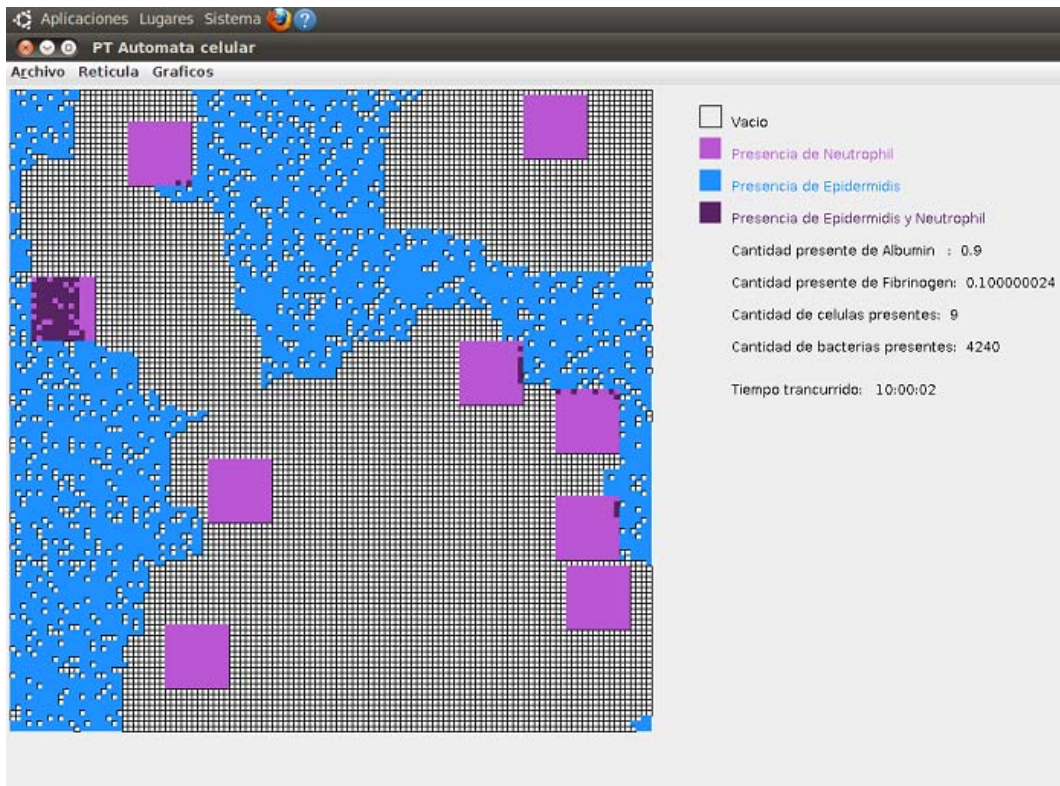 Aplicaciones Lugares Sistema ?
PT Automata celular
Archivo Reticula Graficos
Vacio
Presencia de Neutrophil
Presencia de Epidermidis
Presencia de Epidermidis y Neutrophil
Cantidad presente de Albumin : 0.9
Cantidad presente de Fibrinogen: 0.100000024
Cantidad de celulas presentes: 9
Cantidad de bacterias presentes: 4240
Tiempo trancurrido: 10:00:02